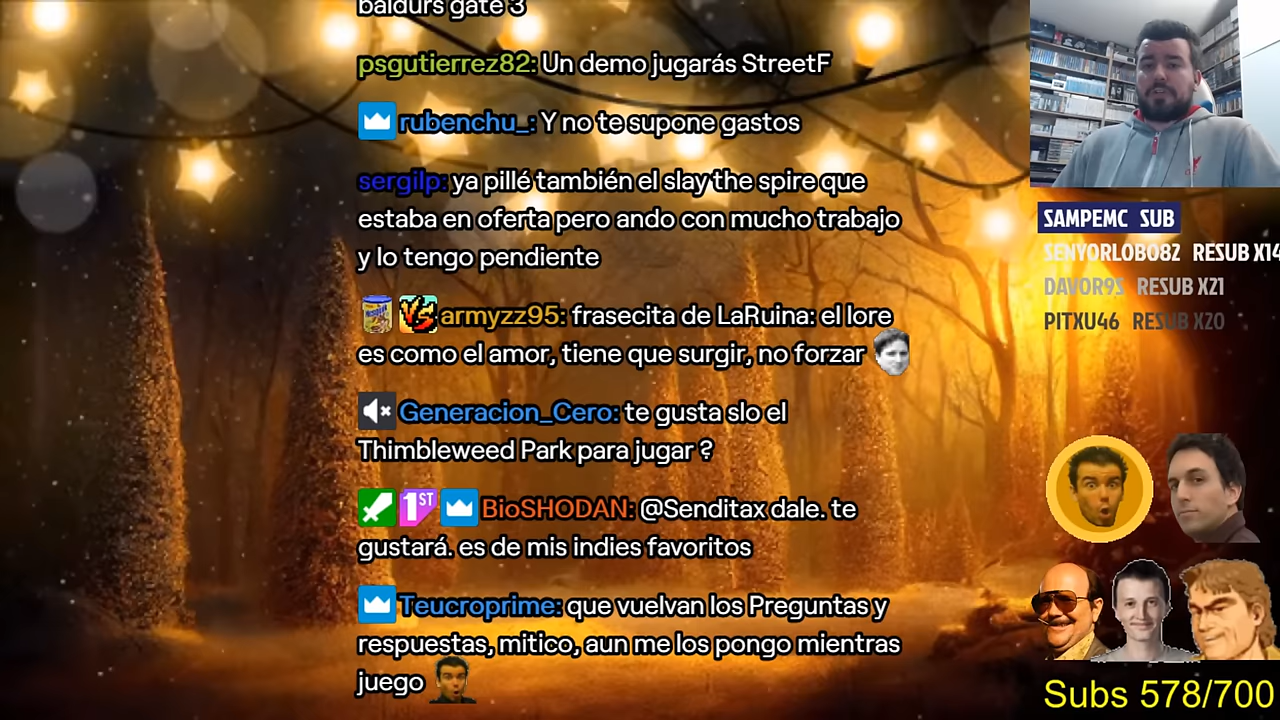 baldurs gate 3
psgutierrez82: Un demo jugarás StreetF
rubenchu_: Y no te supone gastos
sergilp: ya pillé también el slay the spire que
estaba en oferta pero ando con mucho trabajo
y lo tengo pendiente
VS armyzz95: frasecita de LaRuina: el lore
es como el amor, tiene que surgir, no forzar
Generacion_Cero: te gusta slo el
Thimbleweed Park para jugar ?
1ST BioSHODAN: @Senditax dale. te
gustará. es de mis indies favoritos
Teucroprime: que vuelvan los Preguntas y
respuestas, mitico, aun me los pongo mientras
juego
SAMPEMC SUB
SENYORLOBO82 RESUB X14
DAVOR93 RESUB X21
PITXU46 RESUB X20
Subs 578/700